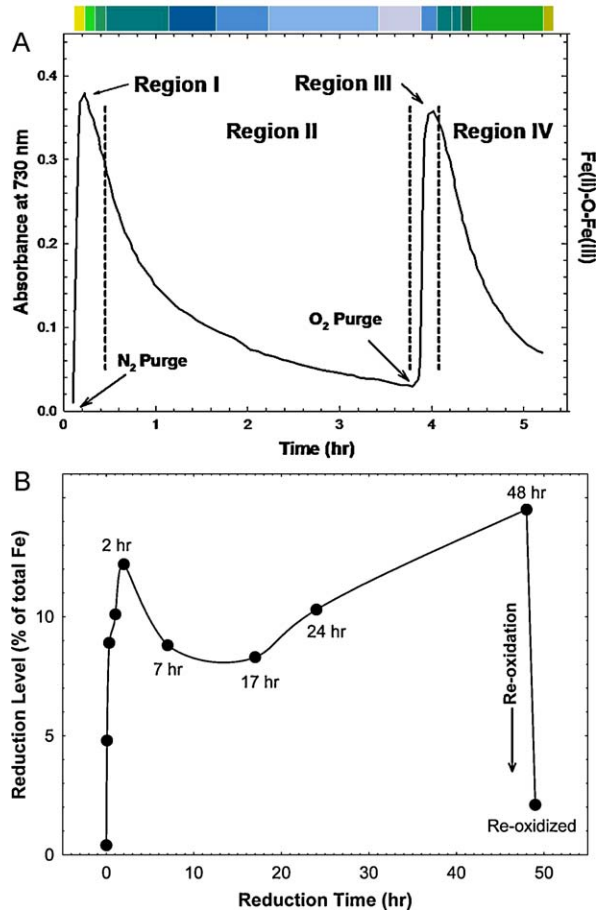 A
Absorbance at 730 nm
Fe(II)-O-Fe(III)
0.4
0.3
0.2
0.1
0.0
Region I
Region II
Region III
Region IV
N2 Purge
O2 Purge
0 1 2 3 4 5
Time (hr)
B
Reduction Level (% of total Fe)
10
5
0
2 hr
7 hr
17 hr
24 hr
48 hr
Re-oxidation
Re-oxidized
0 10 20 30 40 50
Reduction Time (hr)